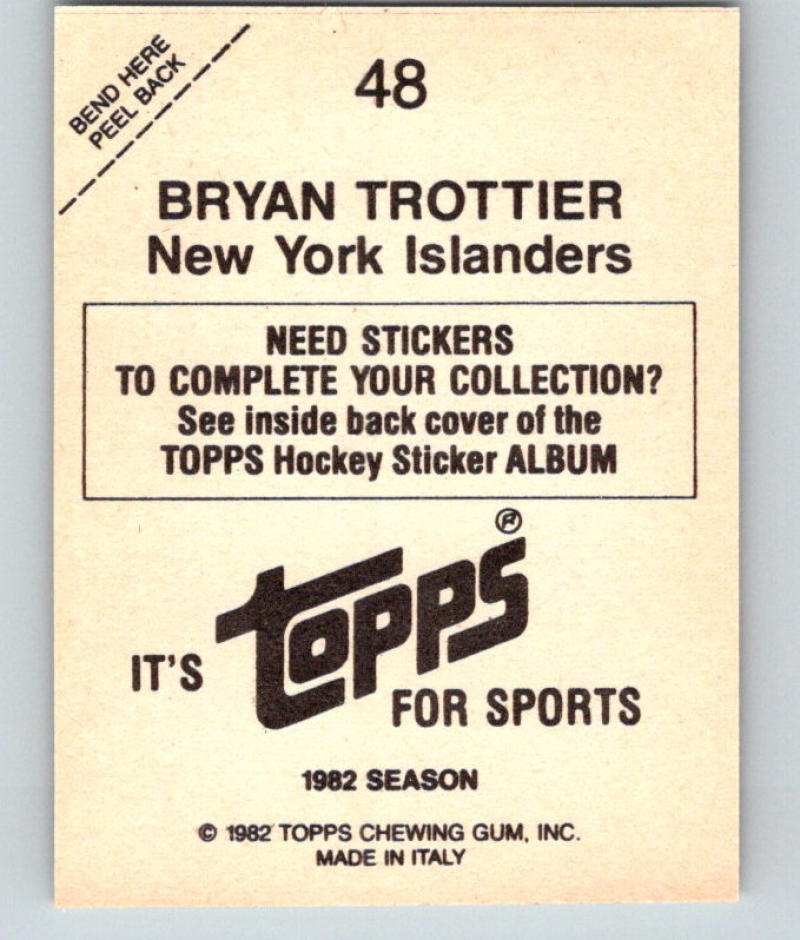 BEND HERE
PEEL BACK
48
BRYAN TROTTIER
New York Islanders
NEED STICKERS
TO COMPLETE YOUR COLLECTION?
See inside back cover of the
TOPPS Hockey Sticker ALBUM
IT'S topps®
FOR SPORTS
1982 SEASON
© 1982 TOPPS CHEWING GUM, INC.
MADE IN ITALY